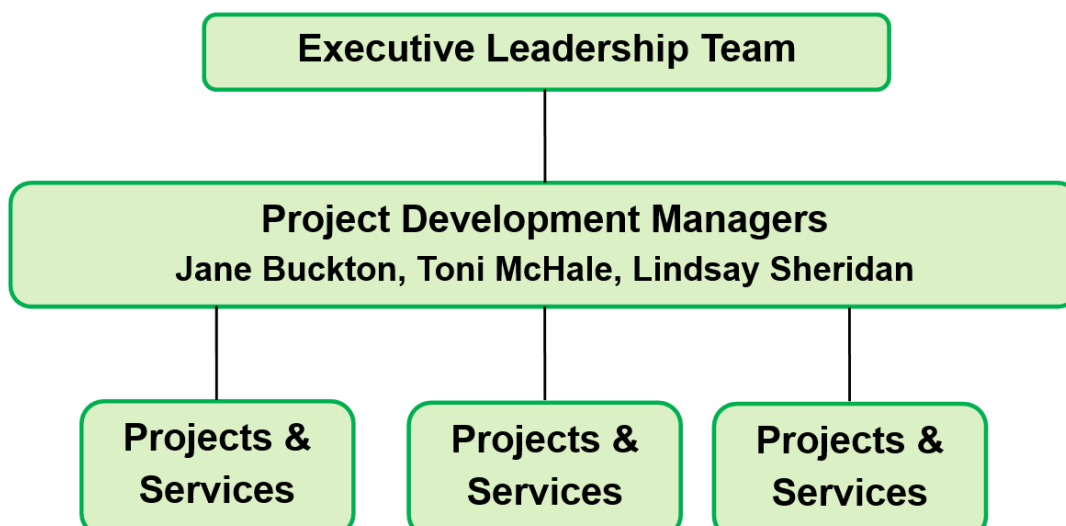 Executive Leadership Team
Project Development Managers
Jane Buckton, Toni McHale, Lindsay Sheridan
Projects &
Services
Projects &
Services
Projects &
Services